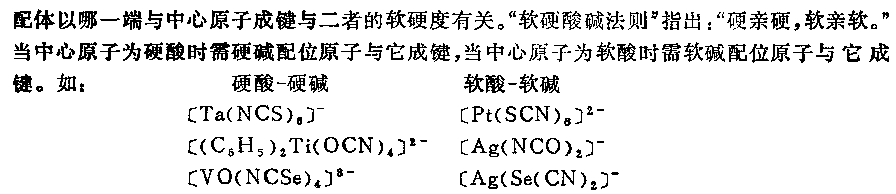 配体以哪一端与中心原子成键与二者的软硬度有关。“软硬酸碱法则”指出：“硬亲硬，软亲软。”
当中心原子为硬酸时需硬碱配位原子与它成键，当中心原子为软酸时需软碱配位原子与它成
键。如： 硬酸-硬碱 软酸-软碱
〔Ta(NCS)₆〕⁻ 〔Pt(SCN)₆〕²⁻
〔(C₅H₅)₂Ti(OCN)₄〕²⁻ 〔Ag(NCO)₂〕⁻
〔VO(NCSe)₄〕³⁻ 〔Ag(Se(CN)₂〕⁻